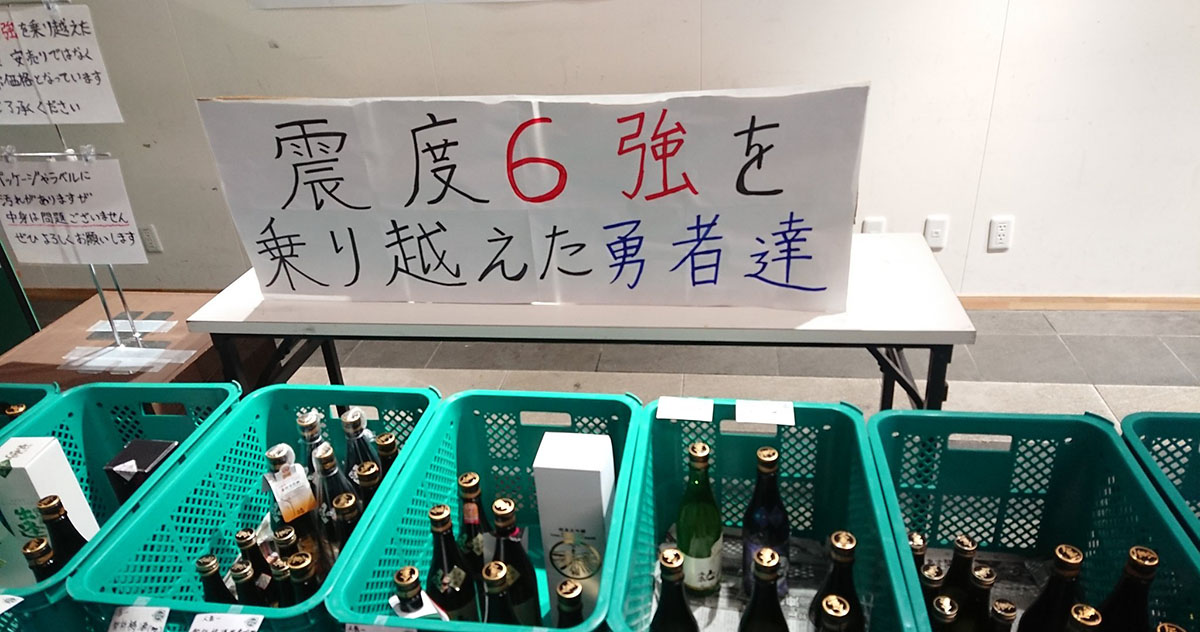 強を乗り越えた
安売りではなく
価格となっています
ご了承ください
パッケージやラベルに
汚れがありますが
中身は問題ございません
ぜひよろしくお願いします
震度6強を
乗り越えた勇者達